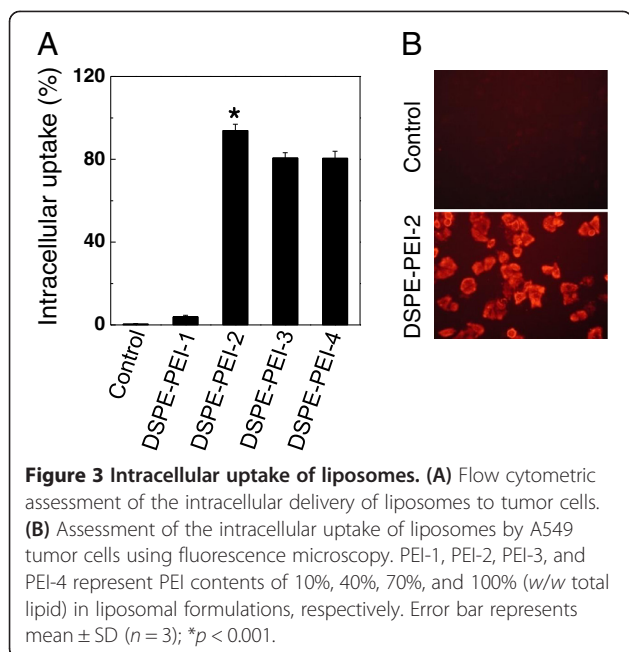 A
B
Intracellular uptake (%)
120
80
40
0
Control
DSPE-PEI-1
DSPE-PEI-2
DSPE-PEI-3
DSPE-PEI-4
*
Control
DSPE-PEI-2
Figure 3 Intracellular uptake of liposomes. (A) Flow cytometric
assessment of the intracellular delivery of liposomes to tumor cells.
(B) Assessment of the intracellular uptake of liposomes by A549
tumor cells using fluorescence microscopy. PEI-1, PEI-2, PEI-3, and
PEI-4 represent PEI contents of 10%, 40%, 70%, and 100% (w/w total
lipid) in liposomal formulations, respectively. Error bar represents
mean ± SD (n = 3); *p < 0.001.